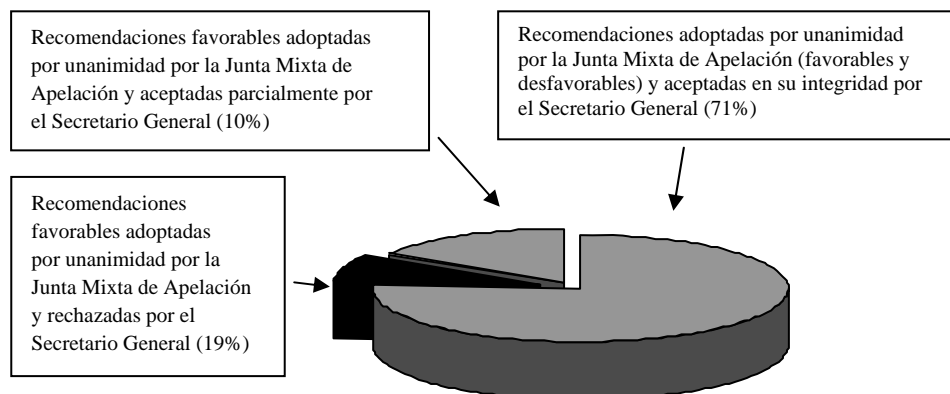 Recomendaciones favorables adoptadas
por unanimidad por la Junta Mixta de
Apelación y aceptadas parcialmente por
el Secretario General (10%)
Recomendaciones adoptadas por unanimidad
por la Junta Mixta de Apelación (favorables y
desfavorables) y aceptadas en su integridad por
el Secretario General (71%)
Recomendaciones
favorables adoptadas
por unanimidad por la
Junta Mixta de Apelación
y rechazadas por el
Secretario General (19%)